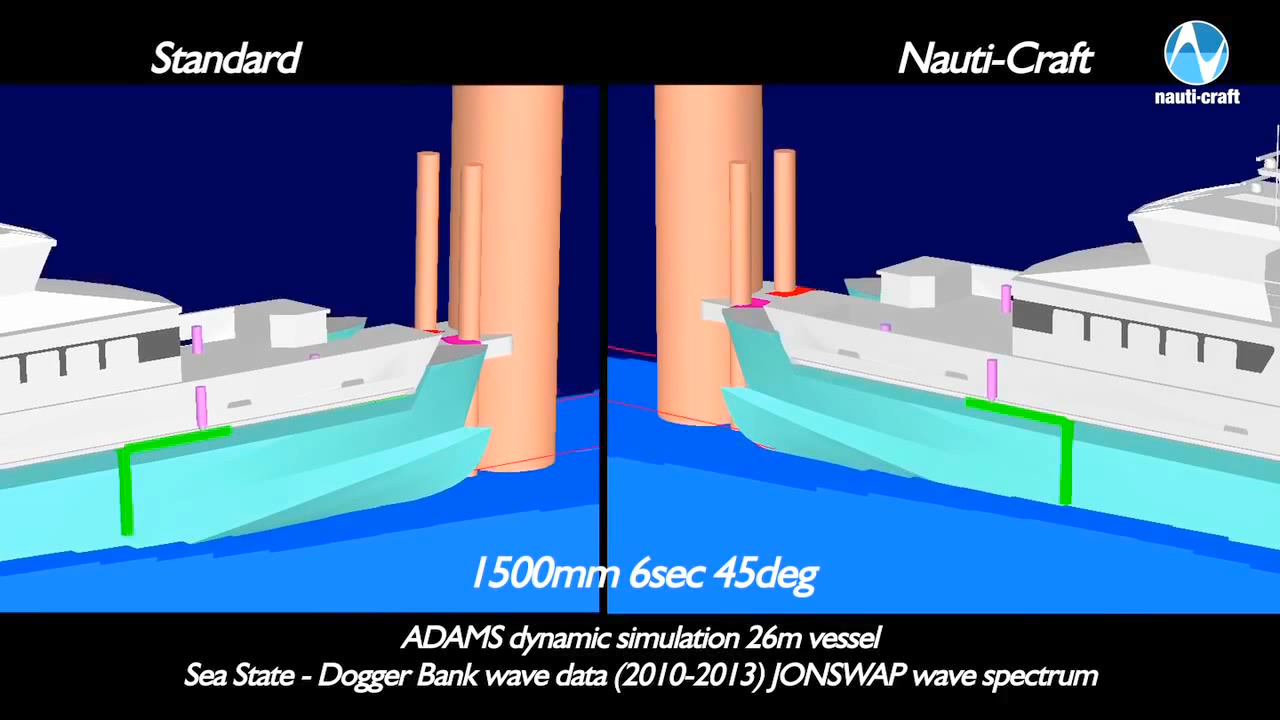 Standard
Nauti-Craft
nauti-craft
1500mm 6sec 45deg
ADAMS dynamic simulation 26m vessel
Sea State - Dogger Bank wave data (2010-2013) JONSWAP wave spectrum